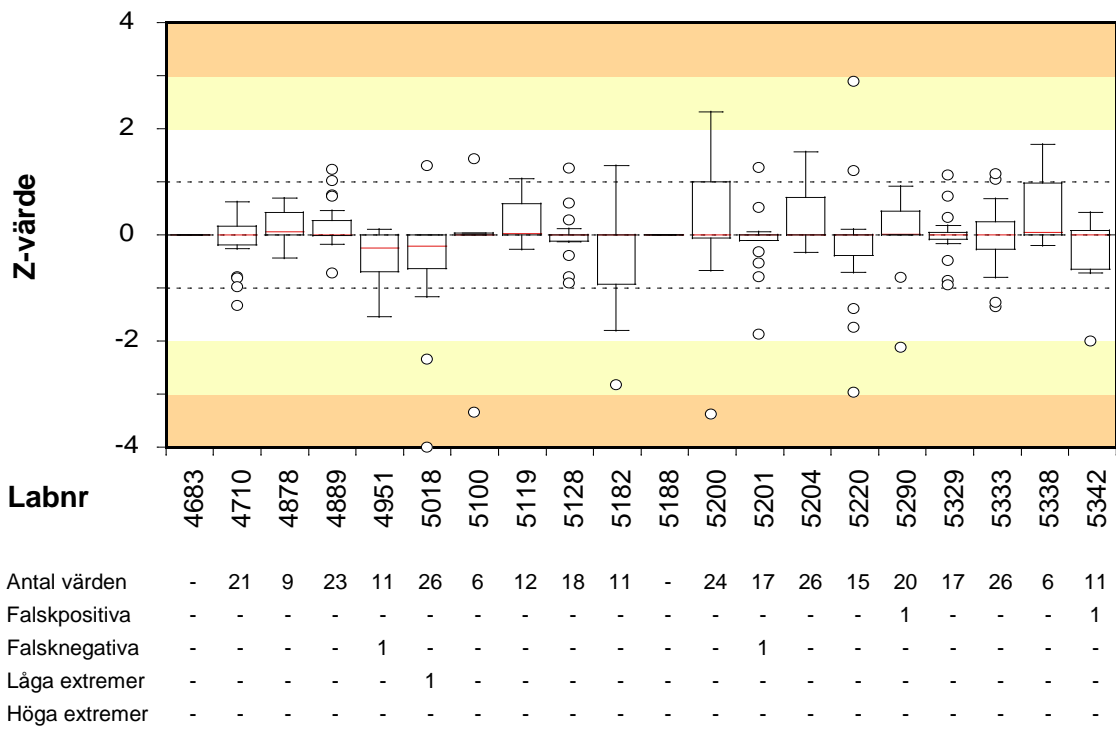 4
2
0
-2
-4
Z-värde
Labnr 4683 4710 4878 4889 4951 5018 5100 5119 5128 5182 5188 5200 5201 5204 5220 5290 5329 5333 5338 5342
Antal värden - 21 9 23 11 26 6 12 18 11 - 24 17 26 15 20 17 26 6 11
Falskpositiva - - - - - - - - - - - - - - - 1 - - - 1
Falsknegativa - - - - 1 - - - - - - - 1 - - - - - - -
Låga extremer - - - - - 1 - - - - - - - - - - - - - -
Höga extremer - - - - - - - - - - - - - - - - - - - -